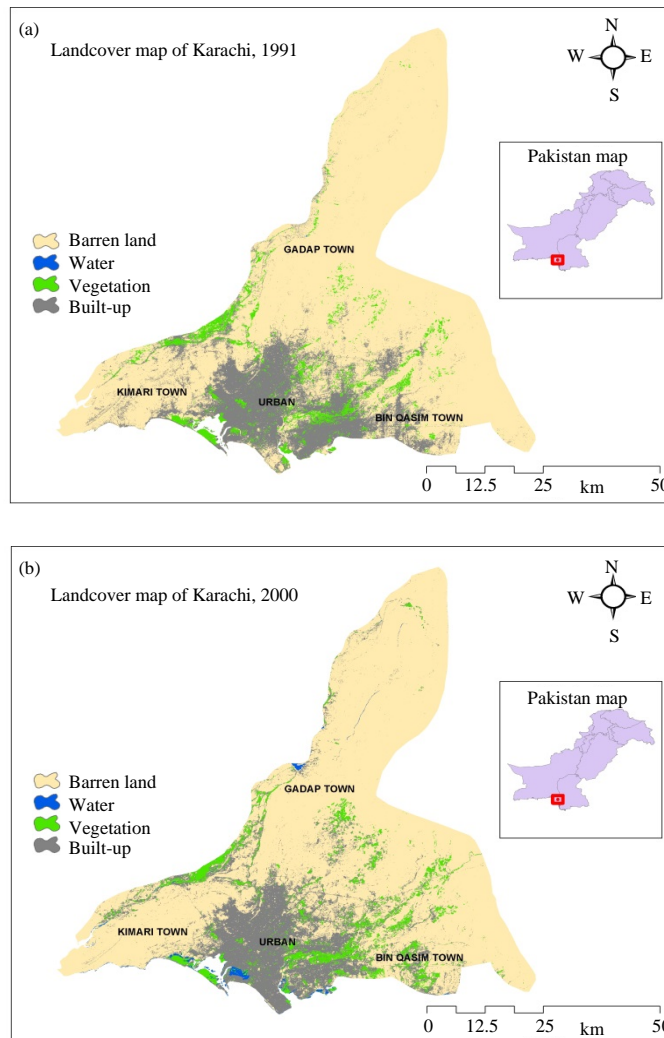 (a)
Landcover map of Karachi, 1991
N
W E
S
Pakistan map
Barren land
Water
Vegetation
Built-up
GADAP TOWN
KIMARI TOWN
URBAN
BIN QASIM TOWN
0 12.5 25 50
km
(b)
Landcover map of Karachi, 2000
N
W E
S
Pakistan map
Barren land
Water
Vegetation
Built-up
GADAP TOWN
KIMARI TOWN
URBAN
BIN QASIM TOWN
0 12.5 25 50
km